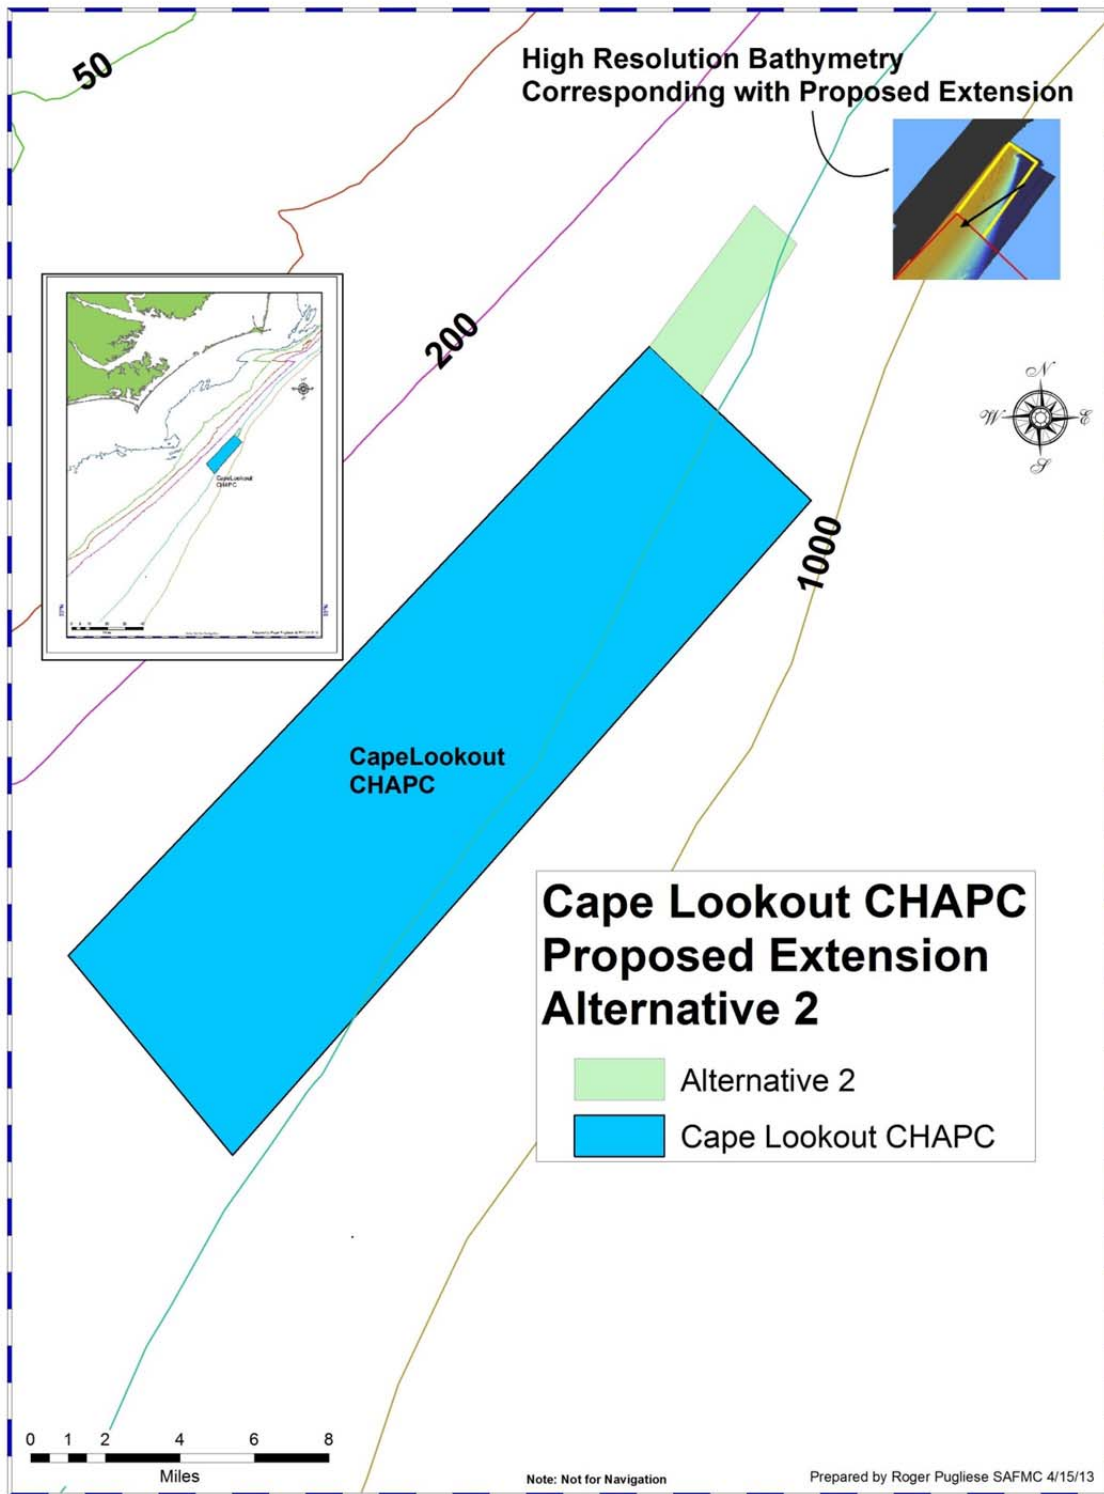 50
High Resolution Bathymetry
Corresponding with Proposed Extension
200
N
W E
S
1000
CapeLookout
CHAPC
CapeLookout
CHAPC
Cape Lookout CHAPC
Proposed Extension
Alternative 2
Alternative 2
Cape Lookout CHAPC
0 1 2 4 6 8
Miles
Note: Not for Navigation
Prepared by Roger Pugliese SAFMC 4/15/13